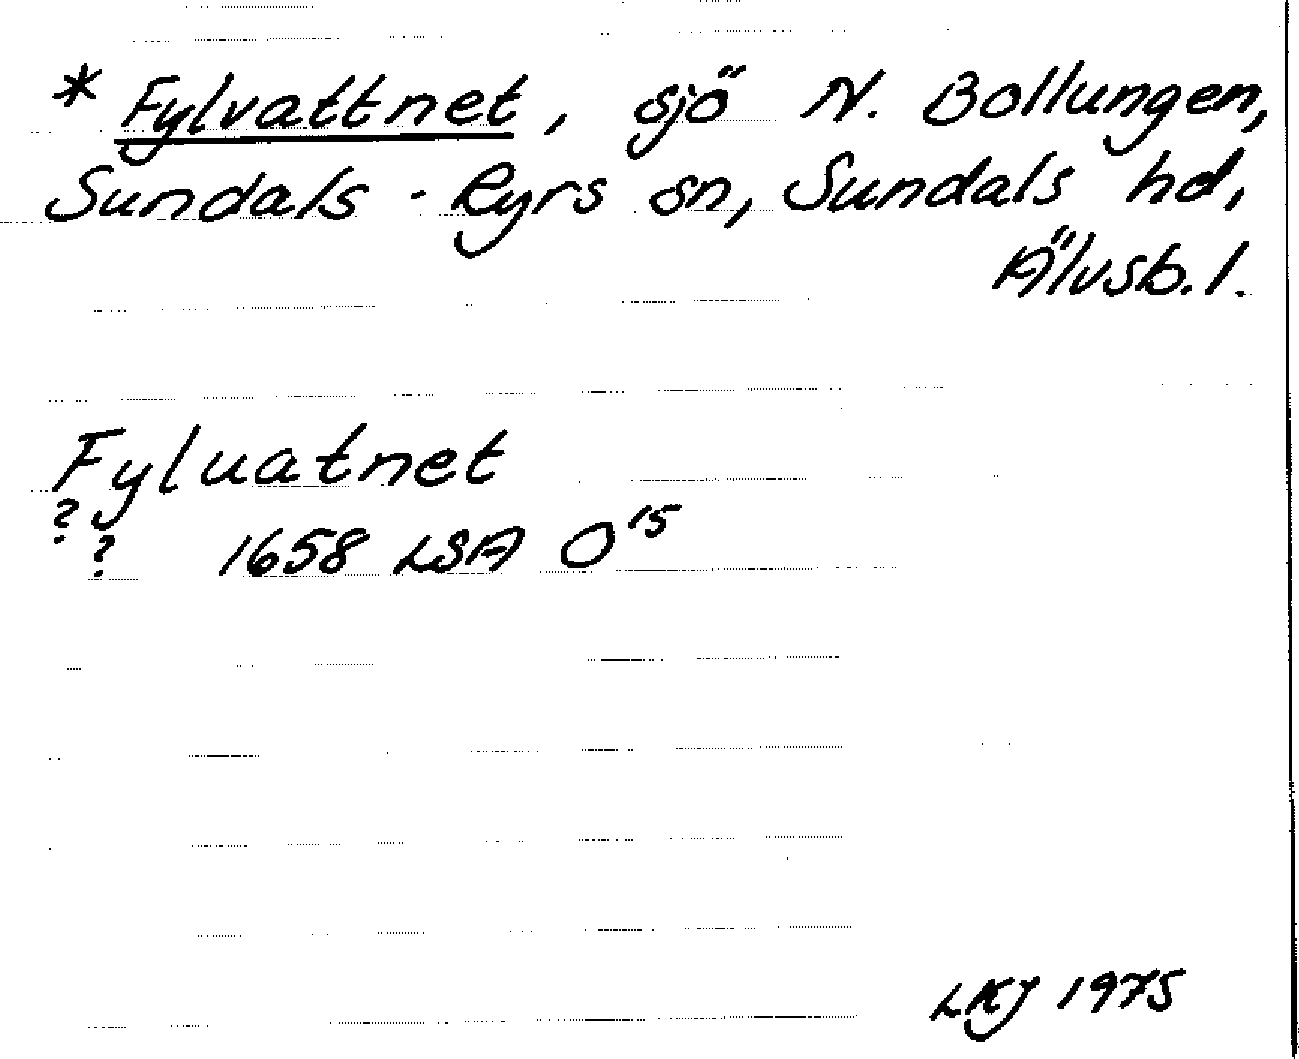 * Fylvattnet, sjö N. Bollungen,
Sundals-Ryrs sn, Sundals hd,
Älvsb. l.
Fyluatnet
? ? 1658 LSA O15
LKJ 1975